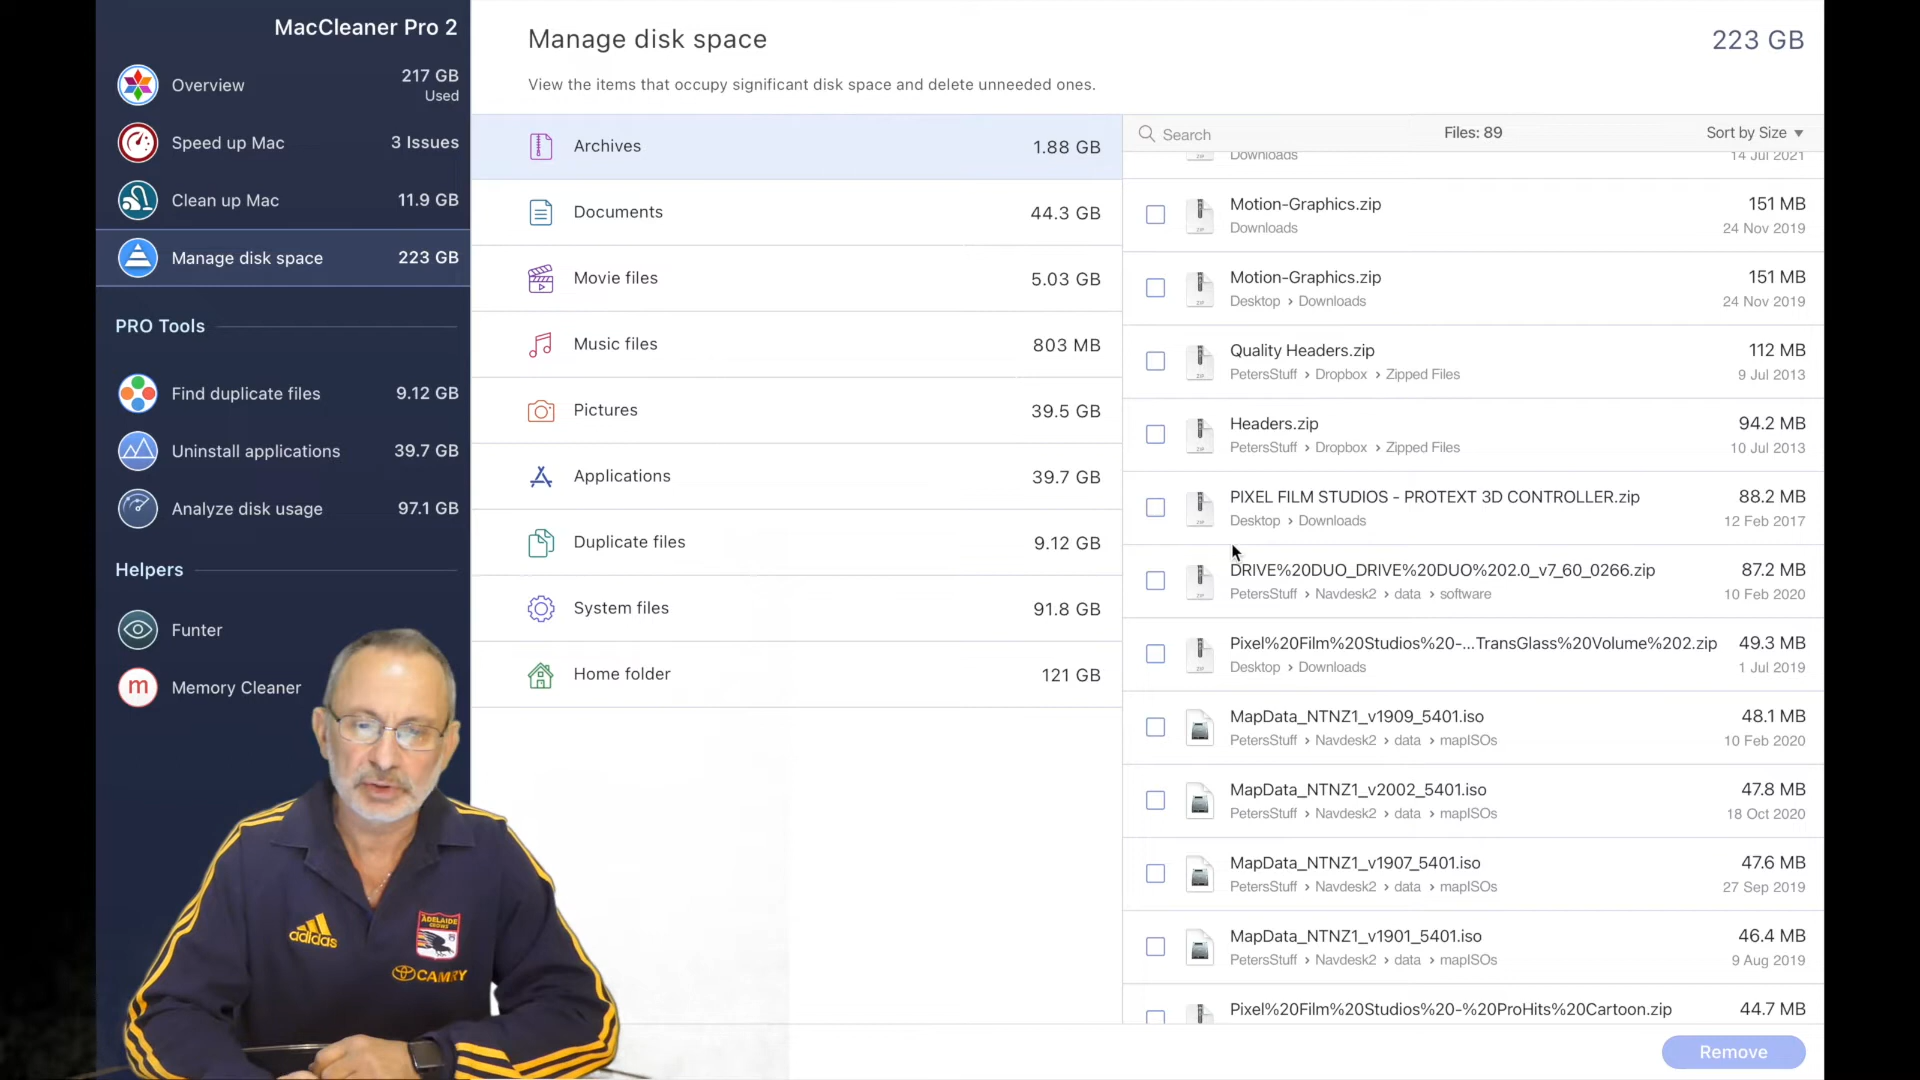 MacCleaner Pro 2
Overview
217 GB
Used
Speed up Mac
3 Issues
Clean up Mac
11.9 GB
Manage disk space
223 GB
PRO Tools
Find duplicate files
9.12 GB
Uninstall applications
39.7 GB
Analyze disk usage
97.1 GB
Helpers
Funter
m
Memory Cleaner
Manage disk space
223 GB
View the items that occupy significant disk space and delete unneeded ones.
Archives
1.88 GB
Documents
44.3 GB
Movie files
5.03 GB
Music files
803 MB
Pictures
39.5 GB
Applications
39.7 GB
Duplicate files
9.12 GB
System files
91.8 GB
Home folder
121 GB
Search
Files: 89
Sort by Size ▼
Downloads
14 Jul 2021
Motion-Graphics.zip
151 MB
Downloads
24 Nov 2019
Motion-Graphics.zip
151 MB
Desktop › Downloads
24 Nov 2019
Quality Headers.zip
112 MB
PetersStuff › Dropbox › Zipped Files
9 Jul 2013
Headers.zip
94.2 MB
PetersStuff › Dropbox › Zipped Files
10 Jul 2013
PIXEL FILM STUDIOS - PROTEXT 3D CONTROLLER.zip
88.2 MB
Desktop › Downloads
12 Feb 2017
DRIVE%20DUO_DRIVE%20DUO%202.0_v7_60_0266.zip
87.2 MB
PetersStuff › Navdesk2 › data › software
10 Feb 2020
Pixel%20Film%20Studios%20-...TransGlass%20Volume%202.zip
49.3 MB
Desktop › Downloads
1 Jul 2019
MapData_NTNZ1_v1909_5401.iso
48.1 MB
PetersStuff › Navdesk2 › data › mapISOs
10 Feb 2020
MapData_NTNZ1_v2002_5401.iso
47.8 MB
PetersStuff › Navdesk2 › data › mapISOs
18 Oct 2020
MapData_NTNZ1_v1907_5401.iso
47.6 MB
PetersStuff › Navdesk2 › data › mapISOs
27 Sep 2019
MapData_NTNZ1_v1901_5401.iso
46.4 MB
PetersStuff › Navdesk2 › data › mapISOs
9 Aug 2019
Pixel%20Film%20Studios%20-%20ProHits%20Cartoon.zip
44.7 MB
Remove
adidas
ADELAIDE
CROWS
CAMRY